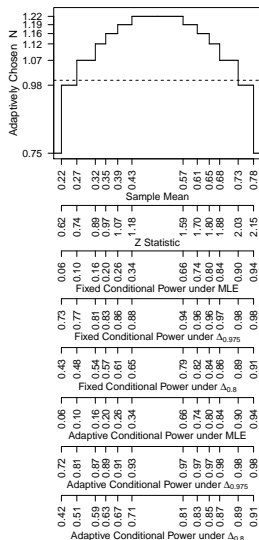 Adaptively Chosen N
1.22
1.19
1.16
1.12
1.06
0.98
0.75
0.22 0.27 0.32 0.35 0.39 0.43 0.57 0.61 0.65 0.68 0.73 0.78
Sample Mean
0.62 0.74 0.89 0.97 1.07 1.18 1.59 1.70 1.80 1.88 2.03 2.15
Z Statistic
0.06 0.10 0.16 0.20 0.26 0.34 0.66 0.74 0.80 0.84 0.90 0.94
Fixed Conditional Power under MLE
0.73 0.77 0.81 0.83 0.86 0.88 0.94 0.96 0.96 0.97 0.98 0.98
Fixed Conditional Power under Δ0.975
0.43 0.48 0.54 0.57 0.61 0.65 0.79 0.82 0.84 0.86 0.89 0.91
Fixed Conditional Power under Δ0.8
0.06 0.10 0.16 0.20 0.26 0.34 0.66 0.74 0.80 0.84 0.90 0.94
Adaptive Conditional Power under MLE
0.72 0.81 0.87 0.89 0.91 0.93 0.97 0.97 0.97 0.98 0.98 0.98
Adaptive Conditional Power under Δ0.975
0.42 0.51 0.59 0.63 0.67 0.71 0.81 0.83 0.85 0.87 0.89 0.91
Adaptive Conditional Power under Δ0.8